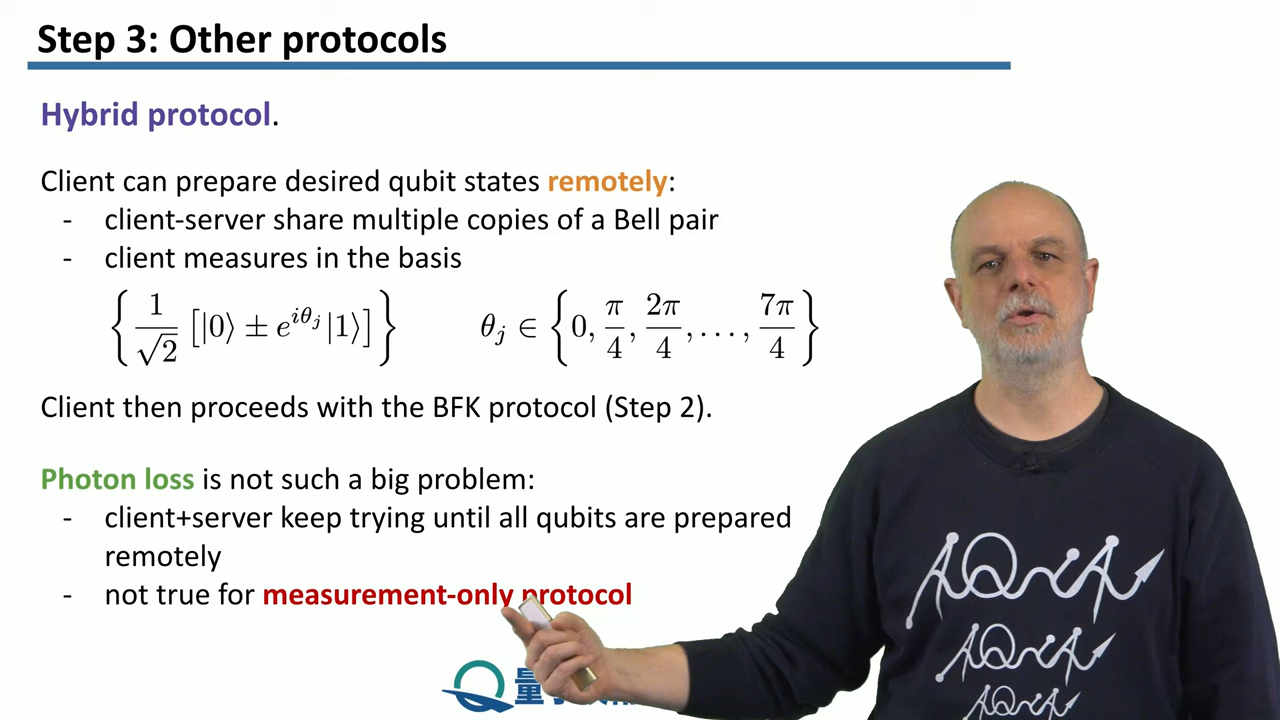 Step 3: Other protocols
Hybrid protocol.
Client can prepare desired qubit states remotely:
- client-server share multiple copies of a Bell pair
- client measures in the basis
{ 1/√2 [|0⟩ ± e^{iθ_j}|1⟩] } θ_j ∈ { 0, π/4, 2π/4, ..., 7π/4 }
Client then proceeds with the BFK protocol (Step 2).
Photon loss is not such a big problem:
- client+server keep trying until all qubits are prepared
remotely
- not true for measurement-only protocol